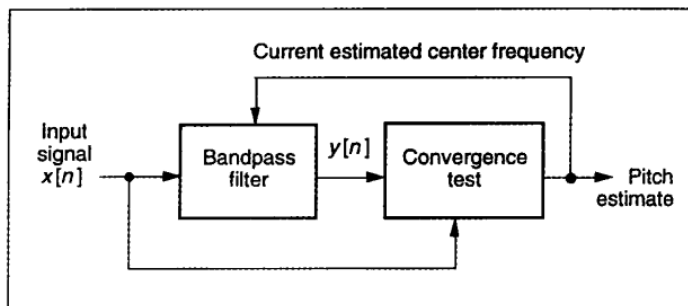 Current estimated center frequency
Input
signal
x[n]
Bandpass
filter
y[n]
Convergence
test
Pitch
estimate